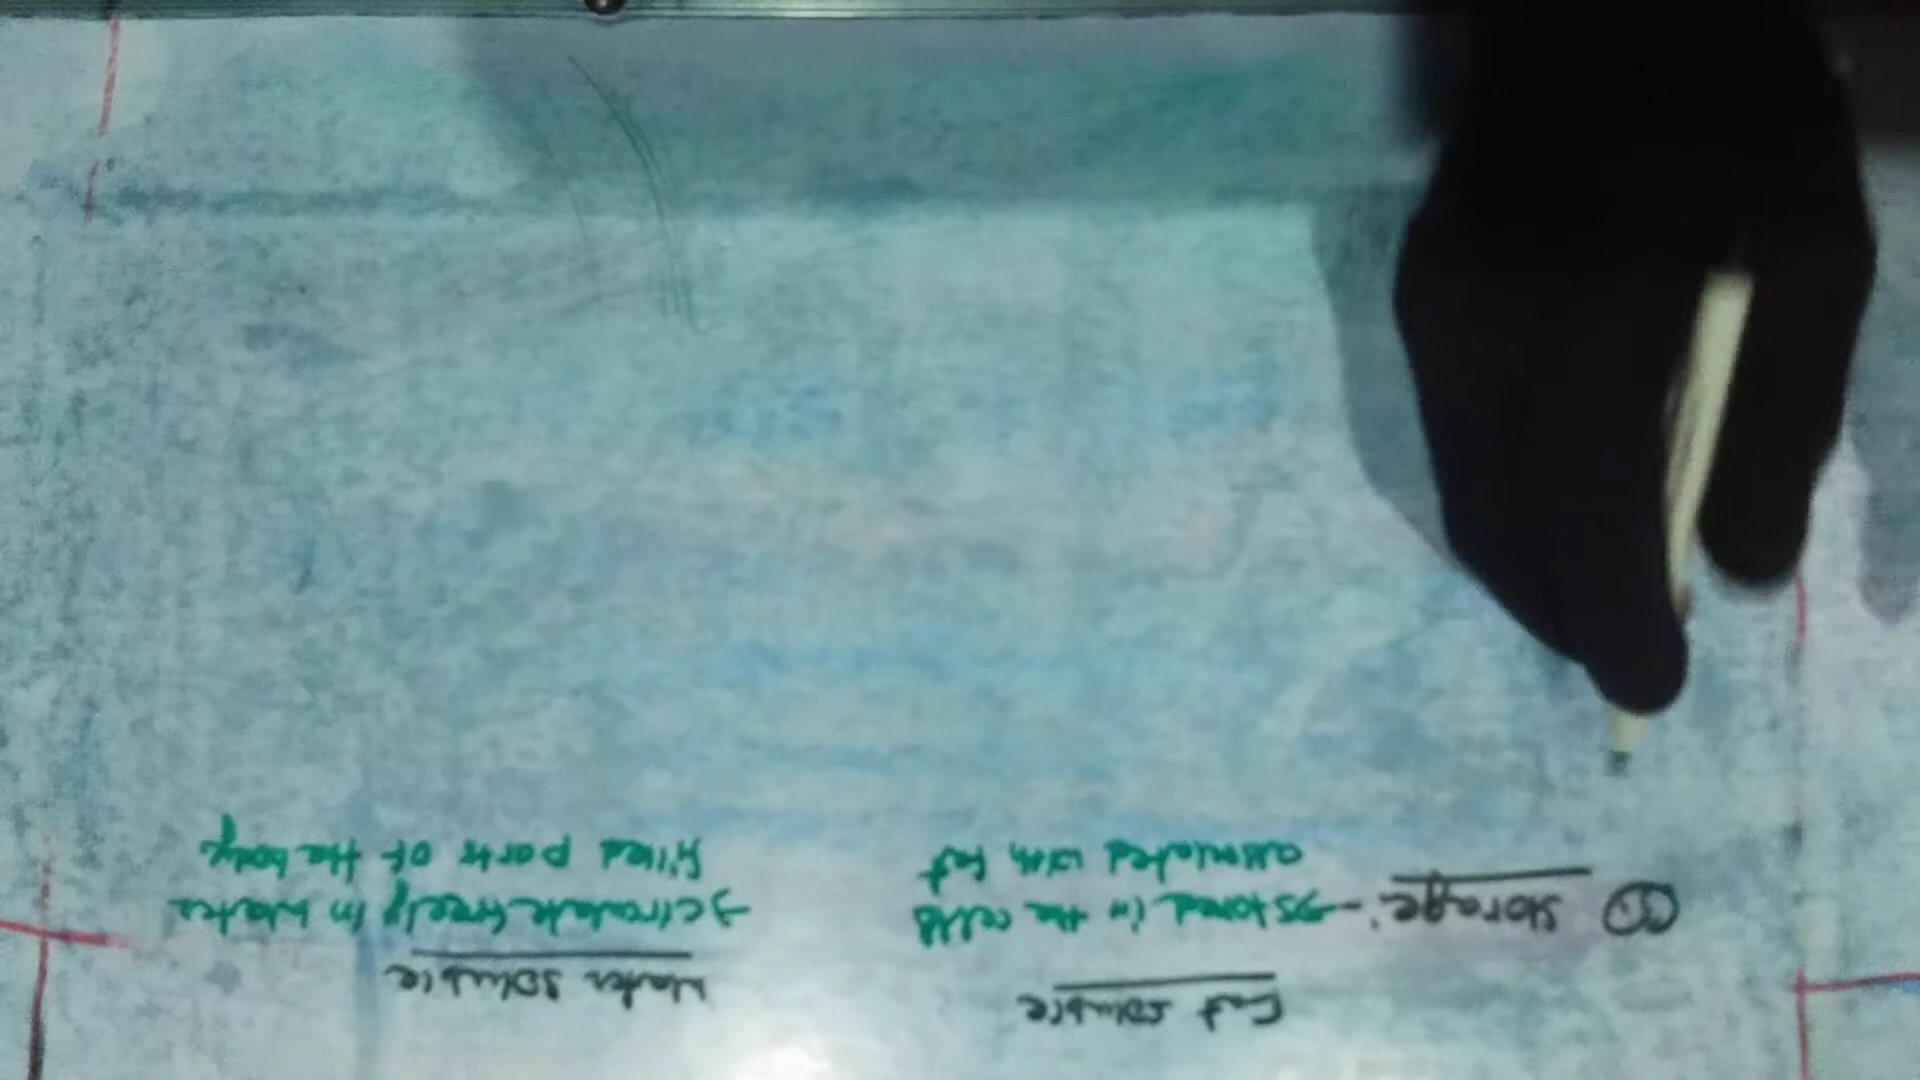 Fat soluble
Water soluble
③ Storage:- →stored in the cells
associated with fat
→circulate freely in water
filled parts of the body